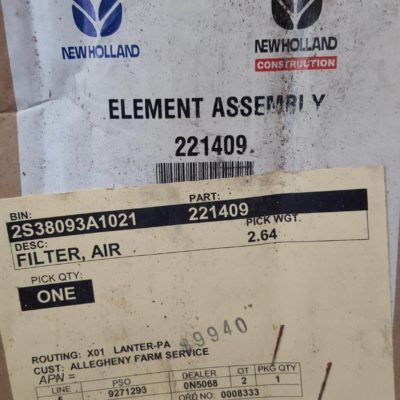 NEW HOLLAND NEW HOLLAND
CONSTRUCTION
ELEMENT ASSEMBLY
221409
BIN: PART:
2S38093A1021 221409
DESC: PICK WGT.
FILTER, AIR 2.64
PICK QTY:
ONE
99940
ROUTING: X01 LANTER-PA
CUST: ALLEGHENY FARM SERVICE
APN =
LINE PSO DEALER QT PKG QTY
5 9271293 0N5068 2 1
ORD NO: 0008333